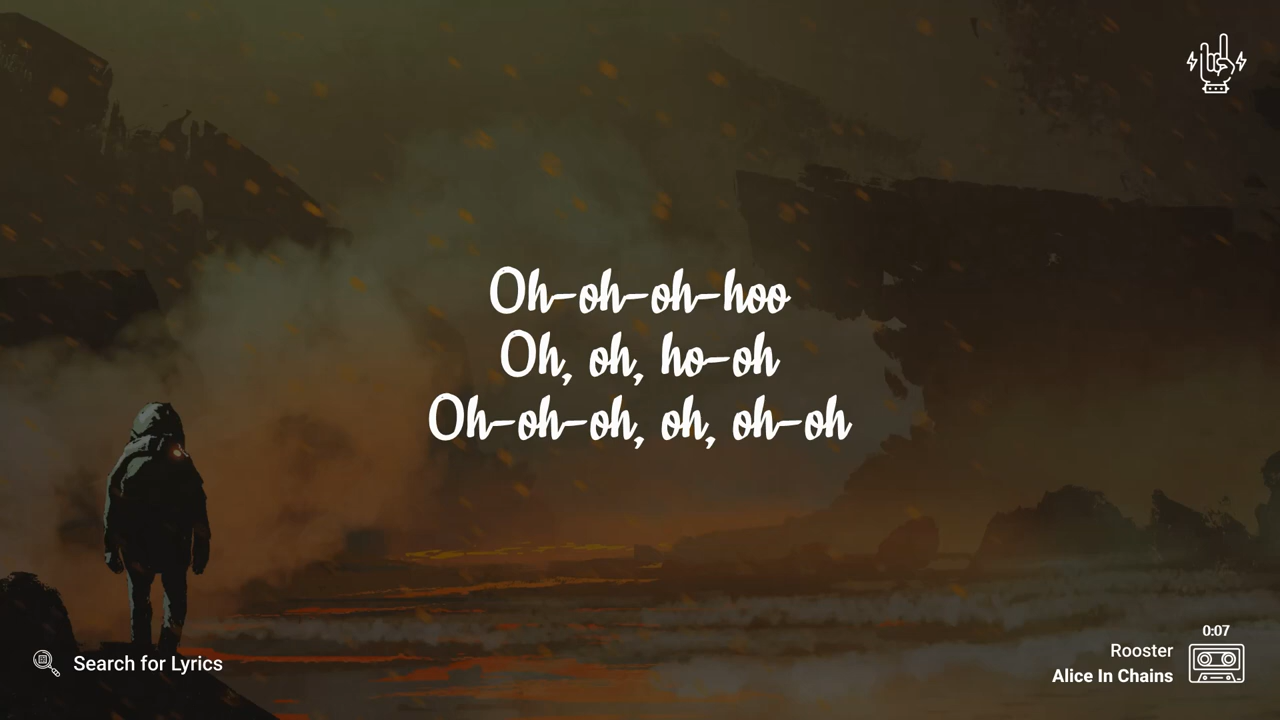 Oh-oh-oh-hoo
Oh, oh, ho-oh
Oh-oh-oh, oh, oh-oh
Search for Lyrics
0:07
Rooster
Alice In Chains